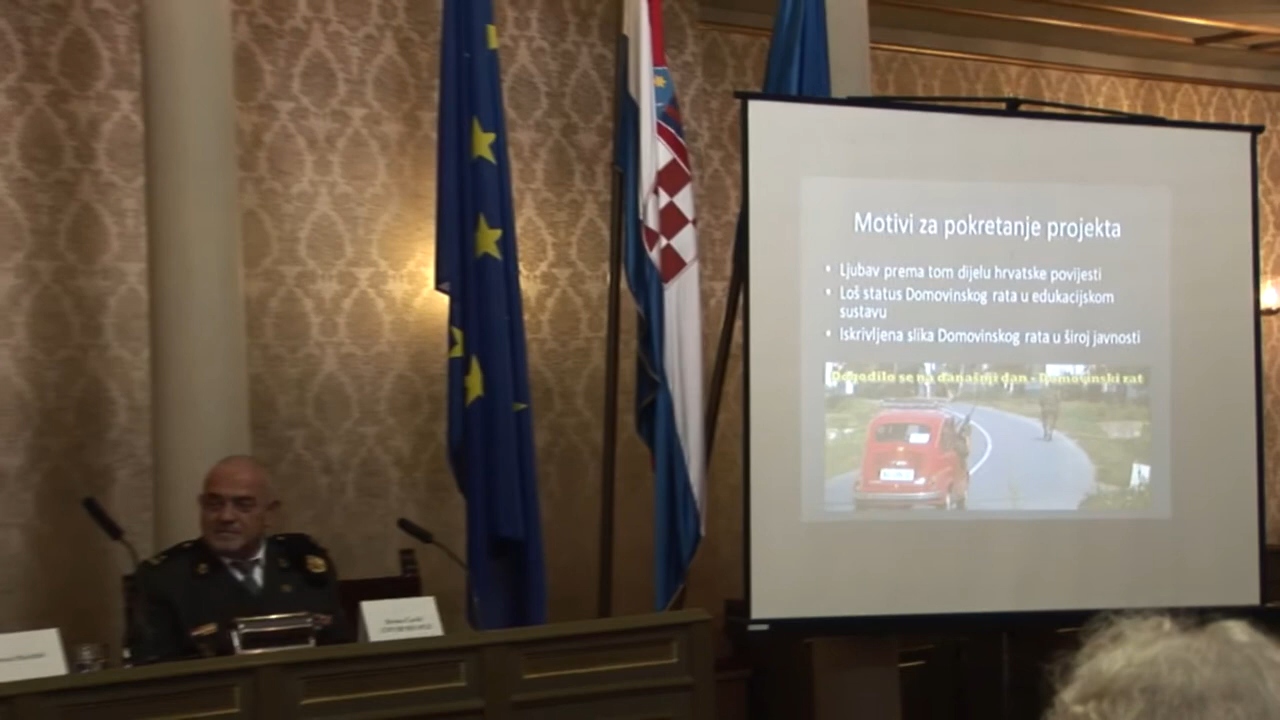 Motivi za pokretanje projekta
• Ljubav prema tom dijelu hrvatske povijesti
• Loš status Domovinskog rata u edukacijskom
sustavu
• Iskrivljena slika Domovinskog rata u široj javnosti
Dogodilo se na današnji dan - Domovinski rat